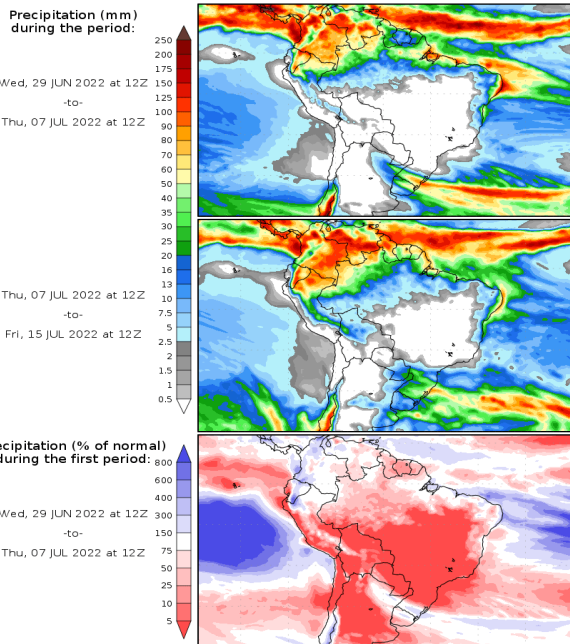 Precipitation (mm)
during the period:
Wed, 29 JUN 2022 at 12Z
-to-
Thu, 07 JUL 2022 at 12Z
250
200
175
150
125
100
90
80
70
60
50
40
35
30
25
20
16
13
10
7.5
5
2.5
2
1.5
1
0.5
Thu, 07 JUL 2022 at 12Z
-to-
Fri, 15 JUL 2022 at 12Z
ecipitation (% of normal)
during the first period:
Wed, 29 JUN 2022 at 12Z
-to-
Thu, 07 JUL 2022 at 12Z
800
600
400
300
150
75
50
25
10
5